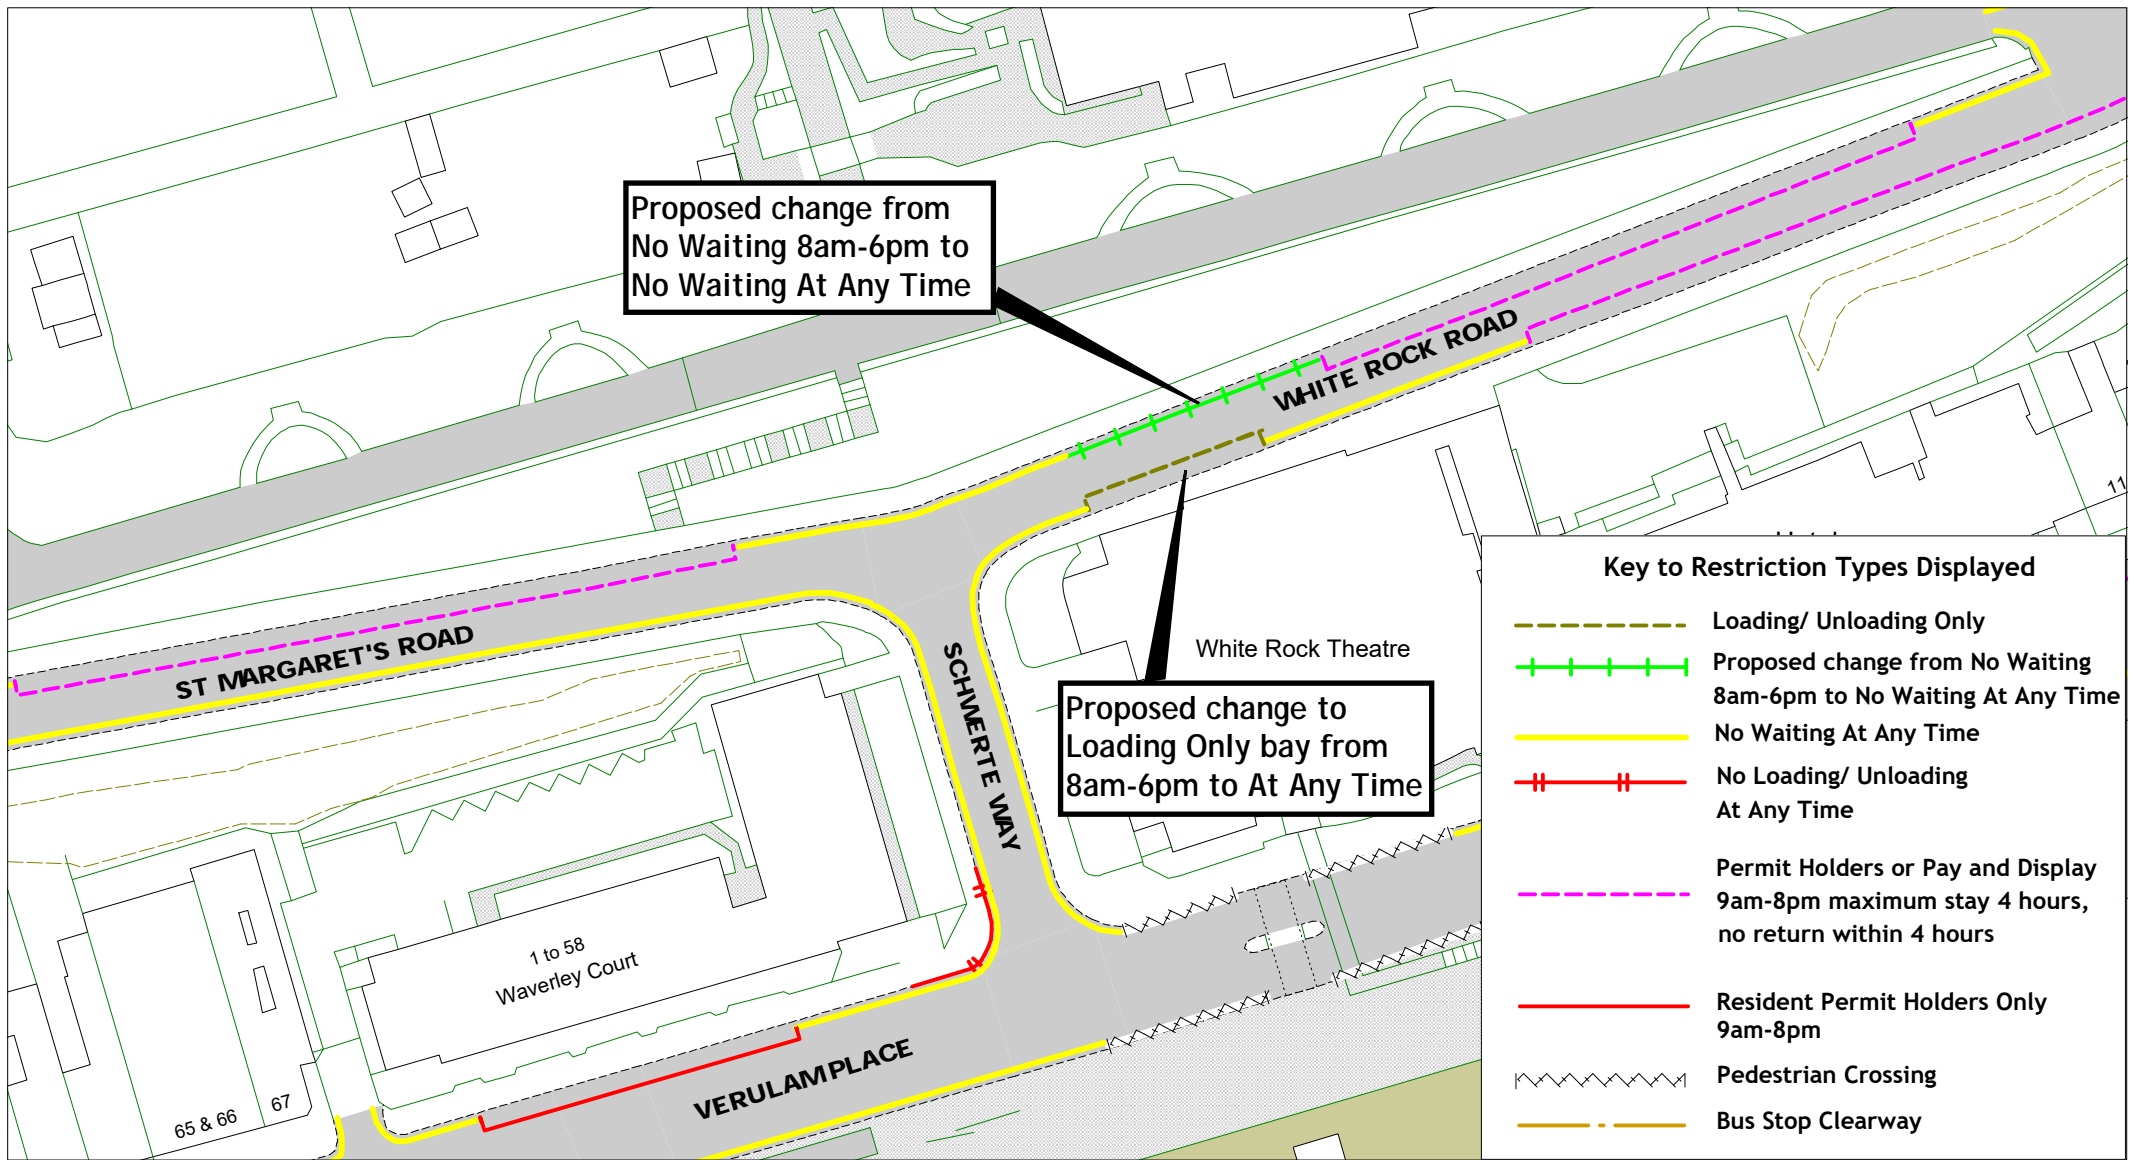 Proposed change from
No Waiting 8am-6pm to
No Waiting At Any Time
WHITE ROCK ROAD
11
ST MARGARET'S ROAD
SCHWERTE WAY
White Rock Theatre
Proposed change to
Loading Only bay from
8am-6pm to At Any Time
1 to 58
Waverley Court
VERULAM PLACE
65 & 66
67
Key to Restriction Types Displayed
Loading/ Unloading Only
Proposed change from No Waiting
8am-6pm to No Waiting At Any Time
No Waiting At Any Time
No Loading/ Unloading
At Any Time
Permit Holders or Pay and Display
9am-8pm maximum stay 4 hours,
no return within 4 hours
Resident Permit Holders Only
9am-8pm
Pedestrian Crossing
Bus Stop Clearway